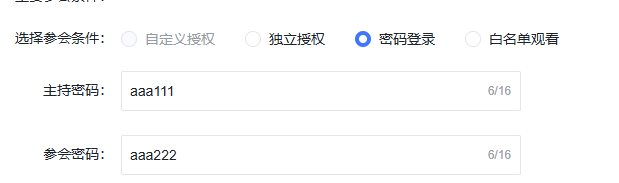 选择参会条件： 自定义授权 独立授权 密码登录 白名单观看
主持密码： aaa111 6/16
参会密码： aaa222 6/16